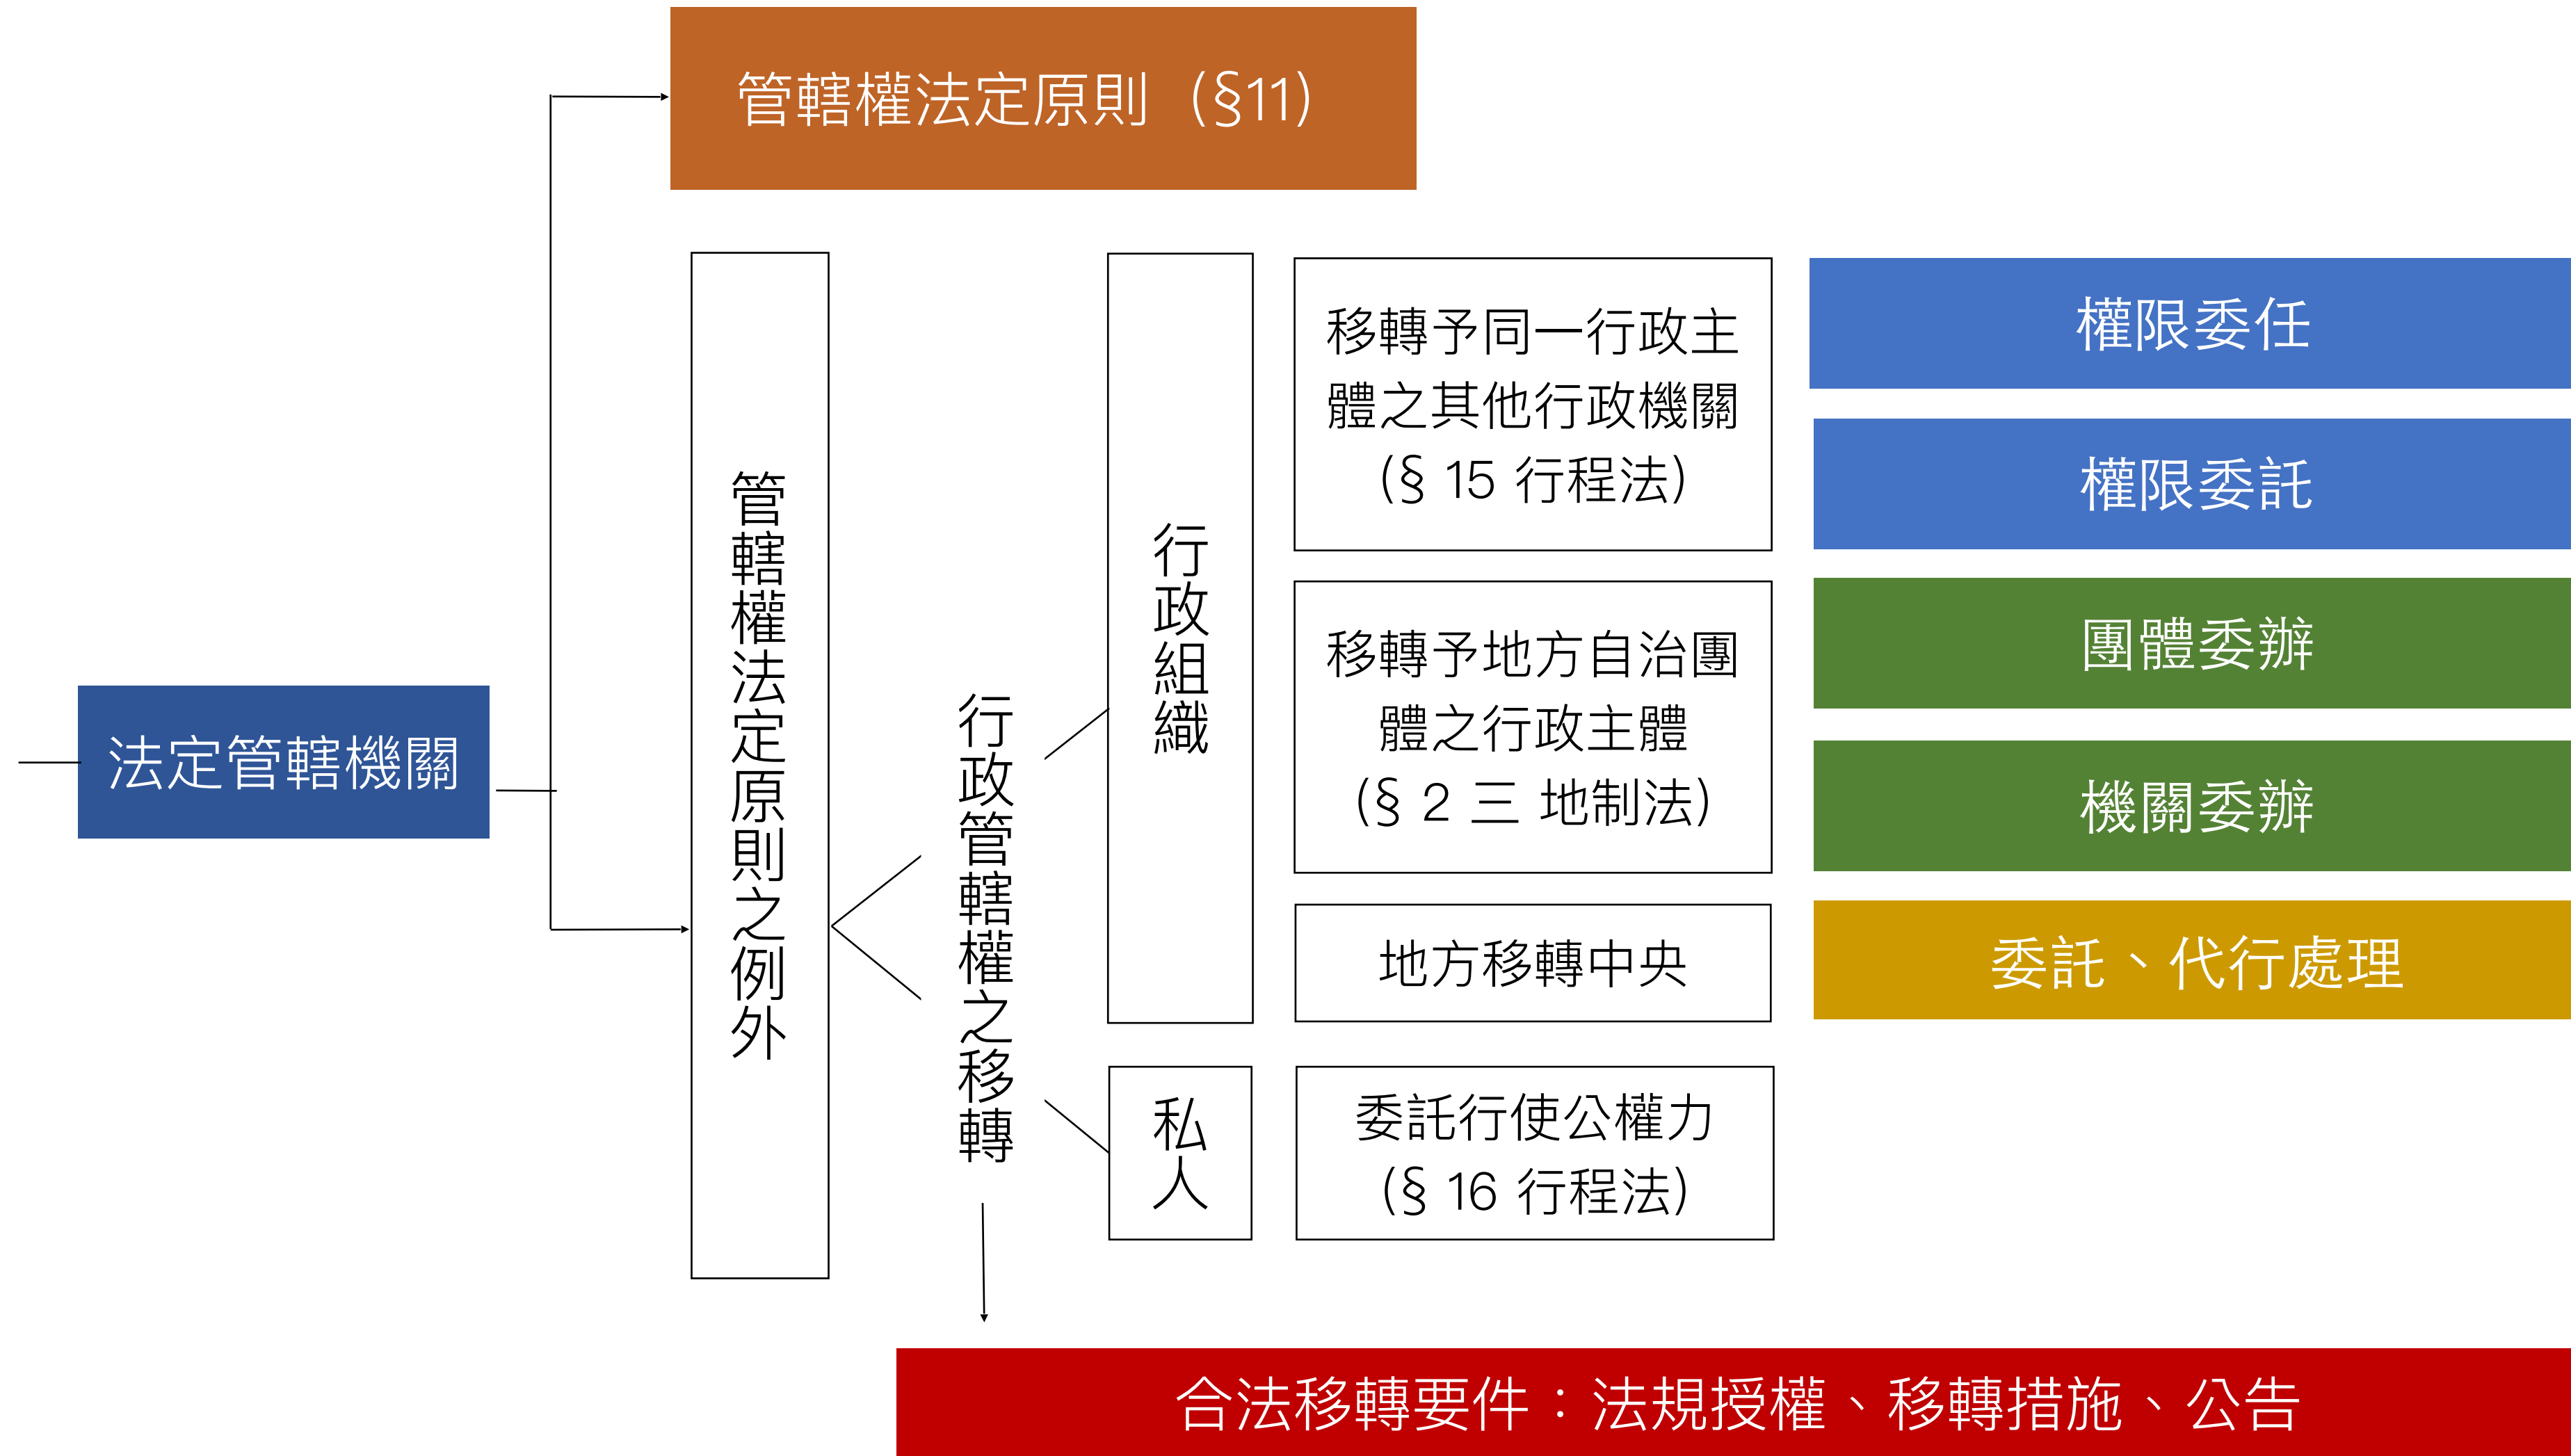 管轄權法定原則（§11）
法定管轄機關
管轄權法定原則之例外
行政管轄權之移轉
行政組織
移轉予同一行政主
體之其他行政機關
（§ 15 行程法）
移轉予地方自治團
體之行政主體
（§ 2 三 地制法）
地方移轉中央
私人
委託行使公權力
（§ 16 行程法）
權限委任
權限委託
團體委辦
機關委辦
委託、代行處理
合法移轉要件：法規授權、移轉措施、公告